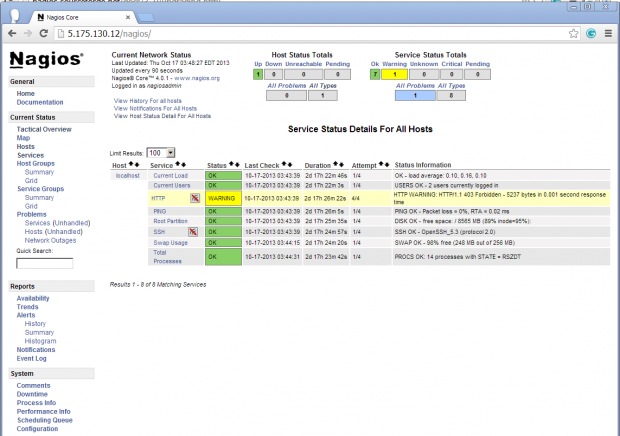 Nagios Core
5.175.130.12/nagios/
Nagios®
General
Home
Documentation
Current Status
Tactical Overview
Map
Hosts
Services
Host Groups
Summary
Grid
Service Groups
Summary
Grid
Problems
Services (Unhandled)
Hosts (Unhandled)
Network Outages
Quick Search:
Reports
Availability
Trends
Alerts
History
Summary
Histogram
Notifications
Event Log
System
Comments
Downtime
Process Info
Performance Info
Scheduling Queue
Configuration
Current Network Status
Last Updated: Thu Oct 17 03:48:27 EDT 2013
Updated every 90 seconds
Nagios® Core™ 4.0.1 - www.nagios.org
Logged in as nagiosadmin
View History For all hosts
View Notifications For All Hosts
View Host Status Detail For All Hosts
Host Status Totals
Up Down Unreachable Pending
1 0 0 0
All Problems All Types
0 1
Service Status Totals
Ok Warning Unknown Critical Pending
7 1 0 0 0
All Problems All Types
1 8
Service Status Details For All Hosts
Limit Results: 100
Host Service Status Last Check Duration Attempt Status Information
localhost Current Load OK 10-17-2013 03:43:39 2d 17h 22m 46s 1/4 OK - load average: 0.10, 0.16, 0.10
Current Users OK 10-17-2013 03:43:39 2d 17h 22m 3s 1/4 USERS OK - 2 users currently logged in
HTTP WARNING 10-17-2013 03:43:39 2d 17h 26m 22s 4/4 HTTP WARNING: HTTP/1.1 403 Forbidden - 5237 bytes in 0.001 second response
time
PING OK 10-17-2013 03:43:39 2d 17h 26m 5s 1/4 PING OK - Packet loss = 0%, RTA = 0.02 ms
Root Partition OK 10-17-2013 03:43:39 2d 17h 25m 35s 1/4 DISK OK - free space: / 8565 MB (89% inode=95%):
SSH OK 10-17-2013 03:43:39 2d 17h 24m 57s 1/4 SSH OK - OpenSSH_5.3 (protocol 2.0)
Swap Usage OK 10-17-2013 03:44:15 2d 17h 24m 20s 1/4 SWAP OK - 98% free (248 MB out of 256 MB)
Total
Processes OK 10-17-2013 03:44:31 2d 17h 23m 42s 1/4 PROCS OK: 14 processes with STATE = RSZDT
Results 1 - 8 of 8 Matching Services